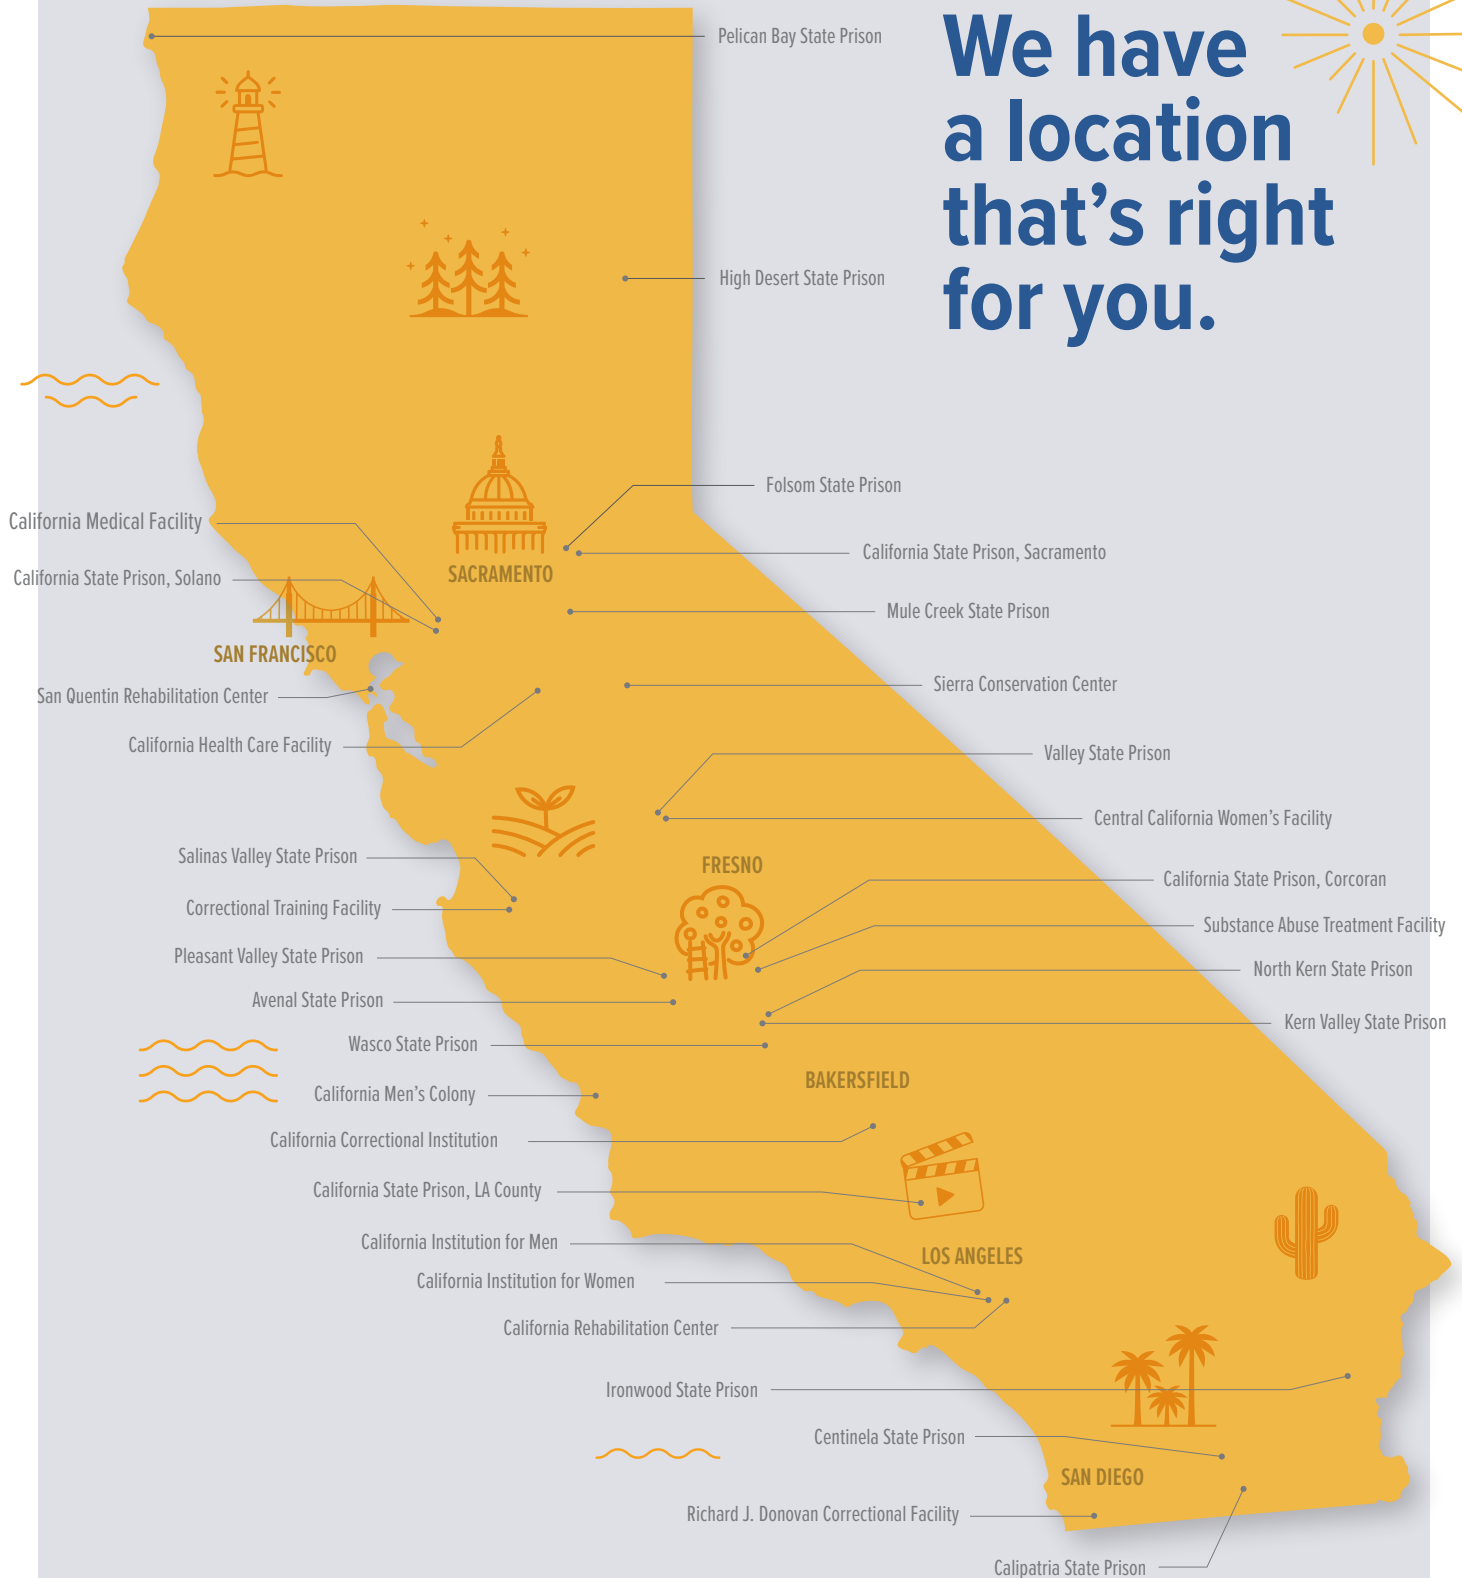 We have
a location
that’s right
for you.
Pelican Bay State Prison
High Desert State Prison
Folsom State Prison
California Medical Facility
California State Prison, Sacramento
SACRAMENTO
California State Prison, Solano
Mule Creek State Prison
SAN FRANCISCO
Sierra Conservation Center
San Quentin Rehabilitation Center
California Health Care Facility
Valley State Prison
Central California Women’s Facility
Salinas Valley State Prison
FRESNO
California State Prison, Corcoran
Correctional Training Facility
Substance Abuse Treatment Facility
Pleasant Valley State Prison
North Kern State Prison
Avenal State Prison
Kern Valley State Prison
Wasco State Prison
BAKERSFIELD
California Men’s Colony
California Correctional Institution
California State Prison, LA County
California Institution for Men
LOS ANGELES
California Institution for Women
California Rehabilitation Center
Ironwood State Prison
Centinela State Prison
SAN DIEGO
Richard J. Donovan Correctional Facility
Calipatria State Prison